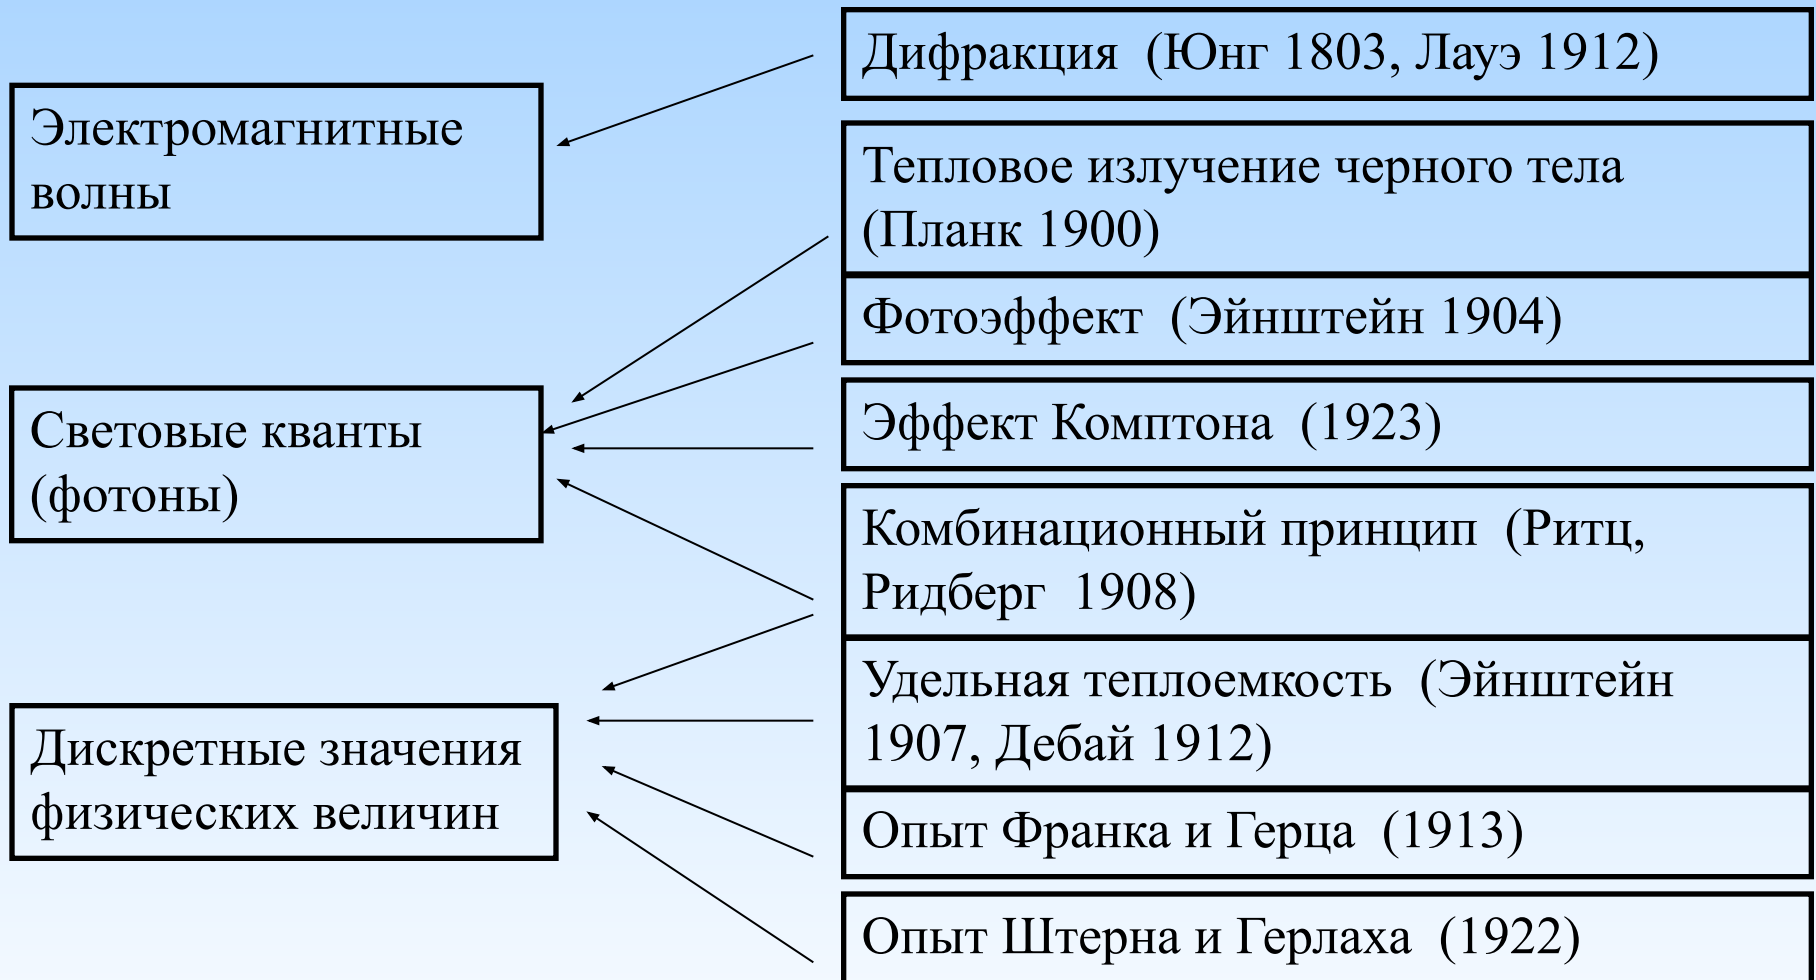 Электромагнитные
волны
Световые кванты
(фотоны)
Дискретные значения
физических величин
Дифракция (Юнг 1803, Лауэ 1912)
Тепловое излучение черного тела
(Планк 1900)
Фотоэффект (Эйнштейн 1904)
Эффект Комптона (1923)
Комбинационный принцип (Ритц,
Ридберг 1908)
Удельная теплоемкость (Эйнштейн
1907, Дебай 1912)
Опыт Франка и Герца (1913)
Опыт Штерна и Герлаха (1922)